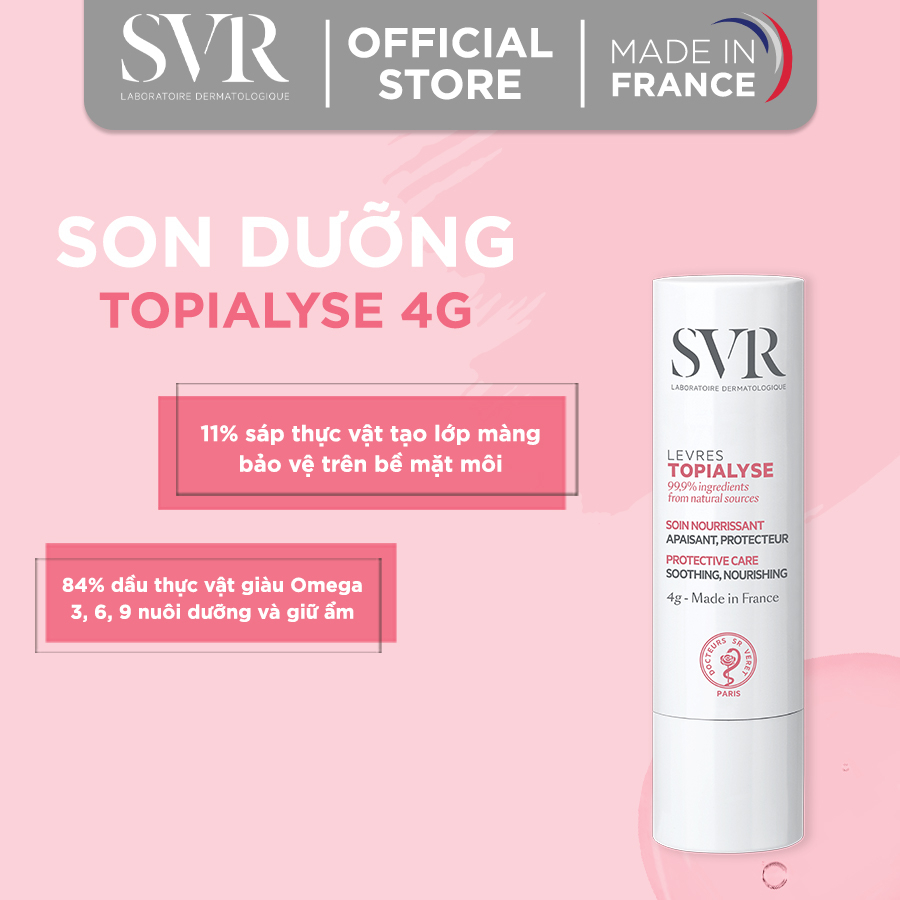 SVR
LABORATOIRE DERMATOLOGIQUE
OFFICIAL
STORE
MADE IN
FRANCE
SON DƯỠNG
TOPIALYSE 4G
11% sáp thực vật tạo lớp màng
bảo vệ trên bề mặt môi
84% dầu thực vật giàu Omega
3, 6, 9 nuôi dưỡng và giữ ẩm
SVR
LABORATOIRE DERMATOLOGIQUE
LEVRES
TOPIALYSE
99,9% ingredients
from natural sources
SOIN NOURRISSANT
APAISANT, PROTECTEUR
PROTECTIVE CARE
SOOTHING, NOURISHING
4g - Made in France
DOCTEURS SR VERET
PARIS